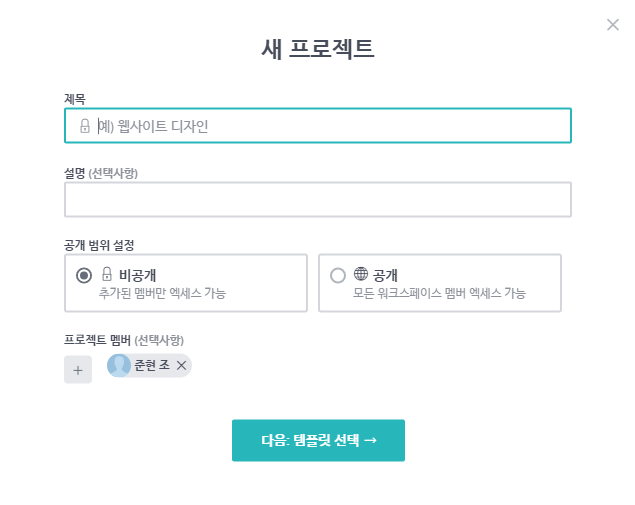 새 프로젝트
제목
예) 웹사이트 디자인
설명 (선택사항)
공개 범위 설정
비공개
추가된 멤버만 엑세스 가능
공개
모든 워크스페이스 멤버 엑세스 가능
프로젝트 멤버 (선택사항)
+ 준현 조 ×
다음: 템플릿 선택 →